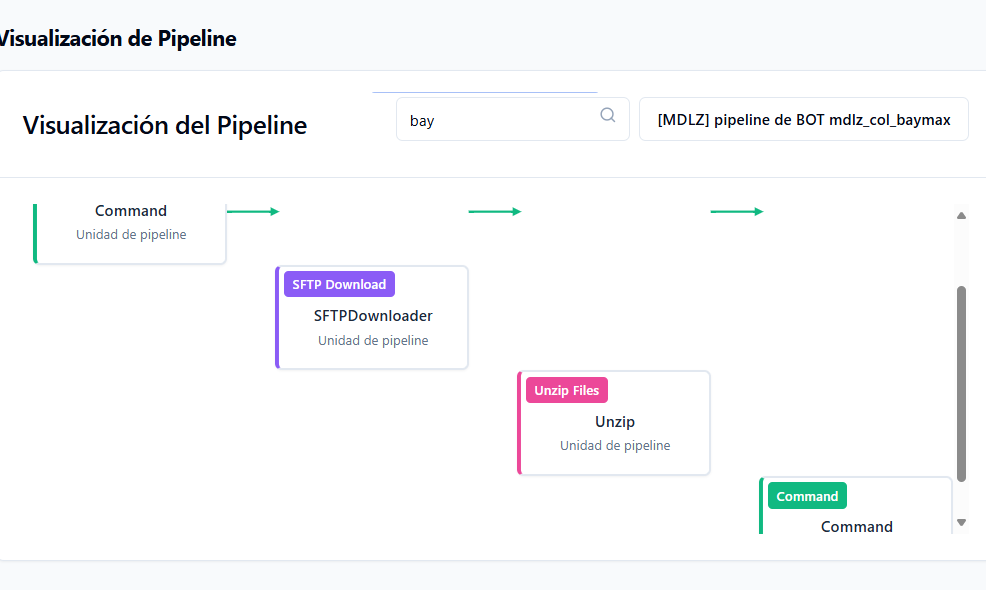 Visualización de Pipeline
Visualización del Pipeline
bay
[MDLZ] pipeline de BOT mdlz_col_baymax
Command
Unidad de pipeline
SFTP Download
SFTPDownloader
Unidad de pipeline
Unzip Files
Unzip
Unidad de pipeline
Command
Command